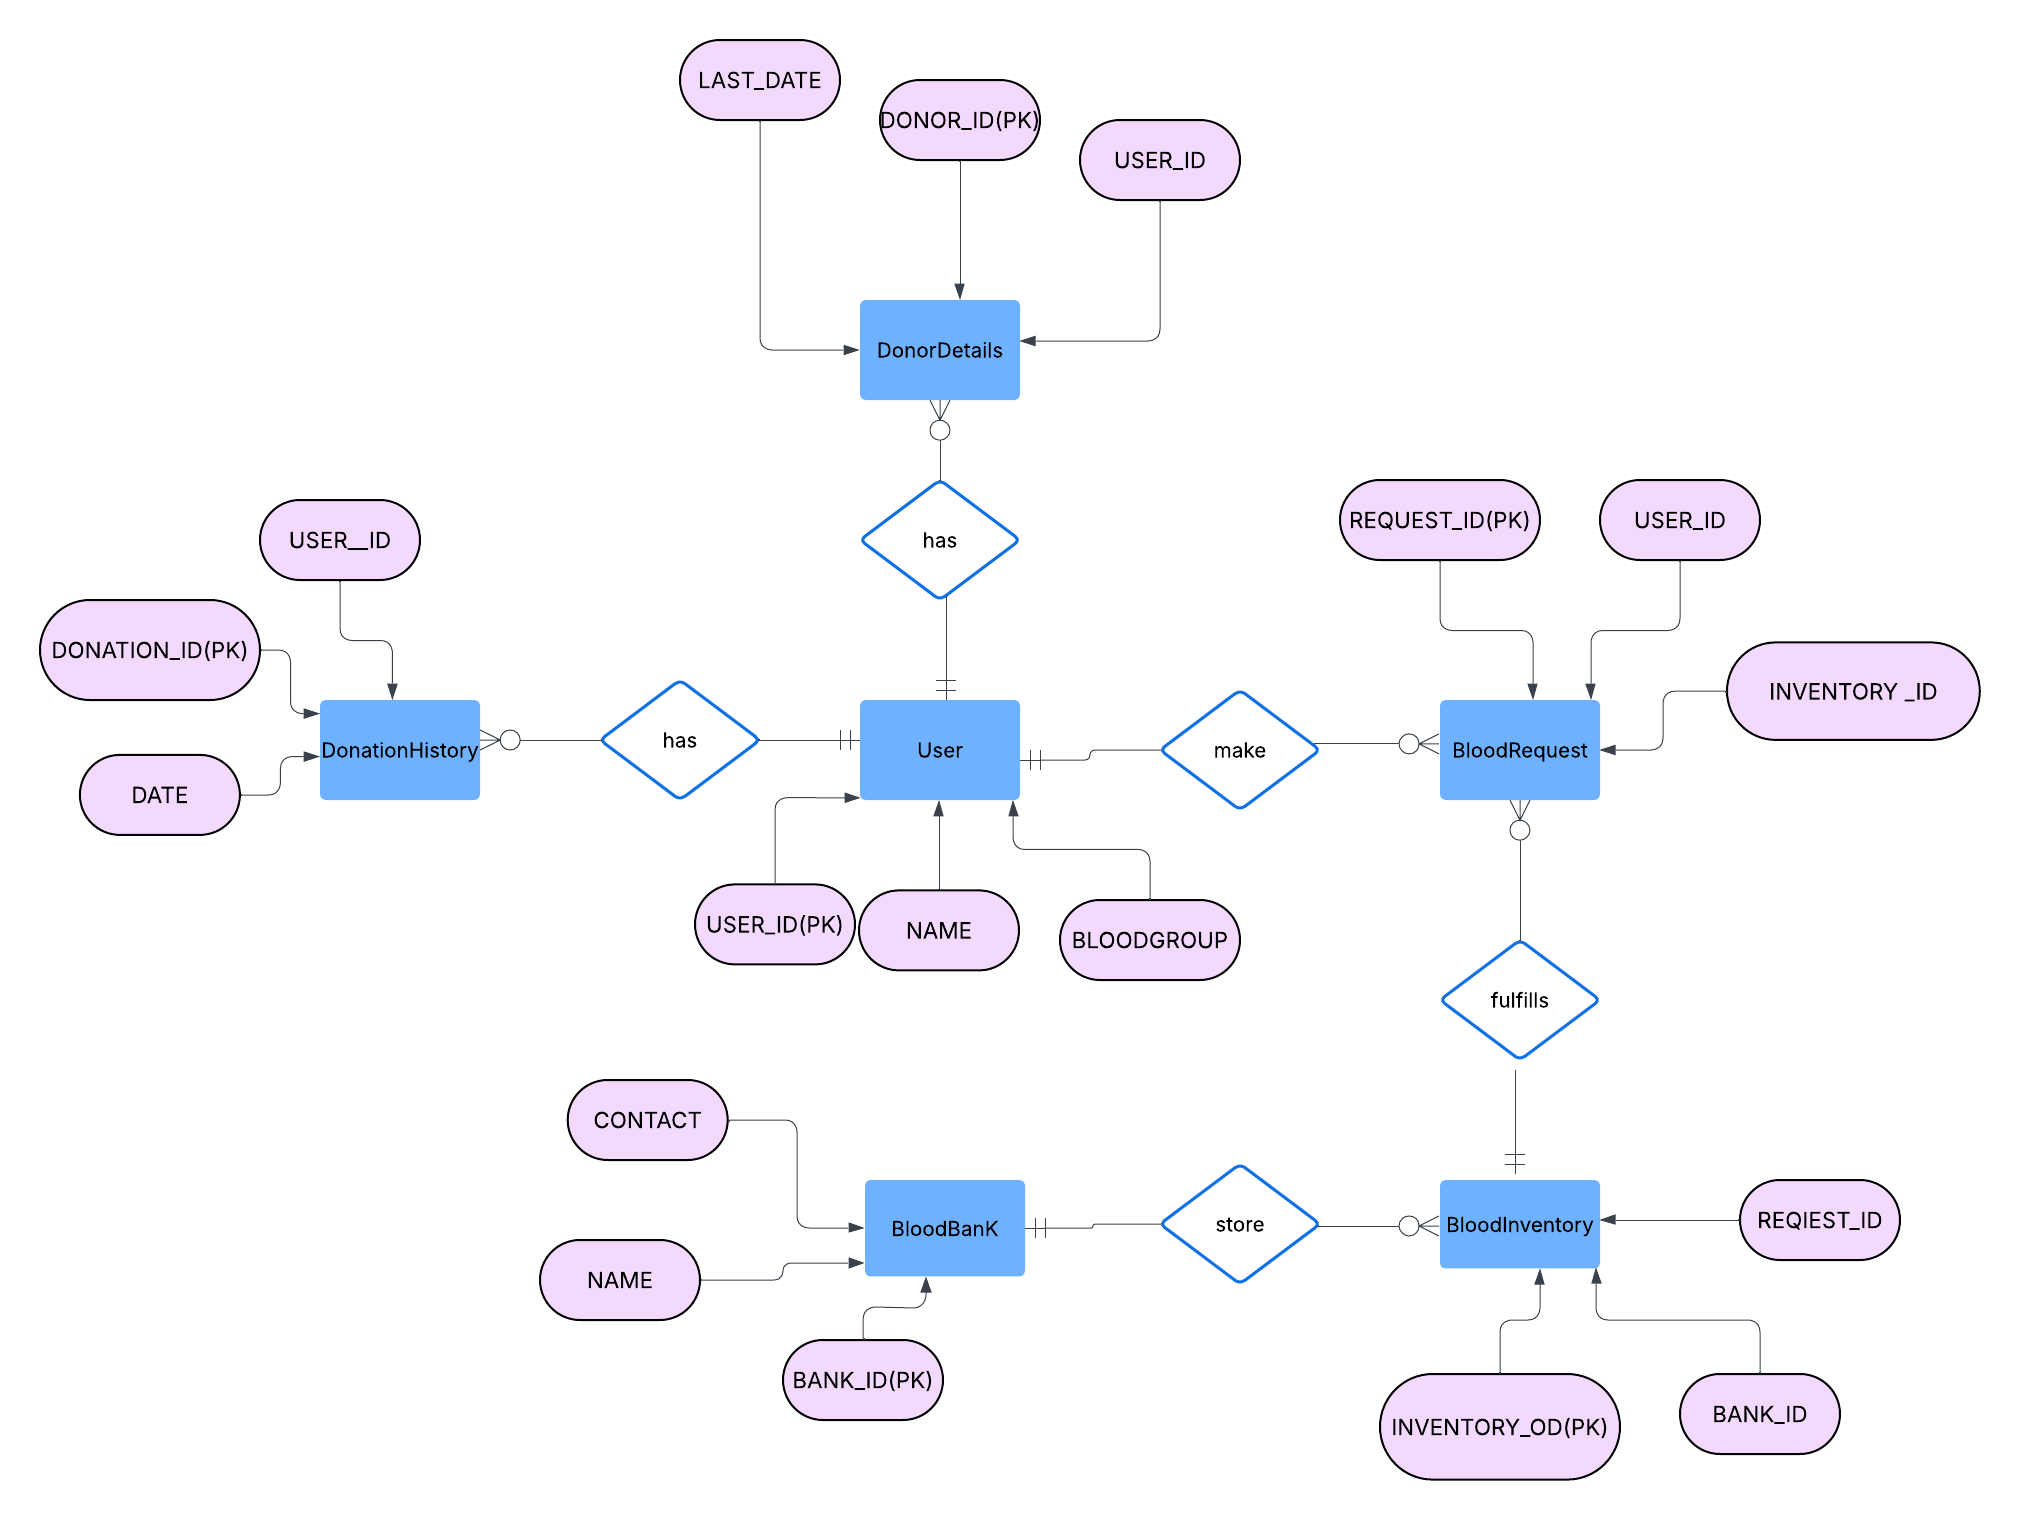 LAST_DATE
DONOR_ID(PK)
USER_ID
DonorDetails
has
REQUEST_ID(PK)
USER_ID
USER__ID
DONATION_ID(PK)
INVENTORY _ID
DonationHistory
has
User
make
BloodRequest
DATE
USER_ID(PK)
NAME
BLOODGROUP
fulfills
CONTACT
BloodBanK
store
BloodInventory
REQIEST_ID
NAME
BANK_ID(PK)
INVENTORY_OD(PK)
BANK_ID